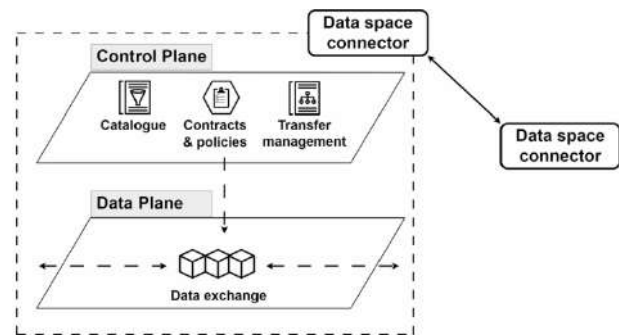 Data space
connector
Control Plane
Catalogue
Contracts
& policies
Transfer
management
Data space
connector
Data Plane
Data exchange